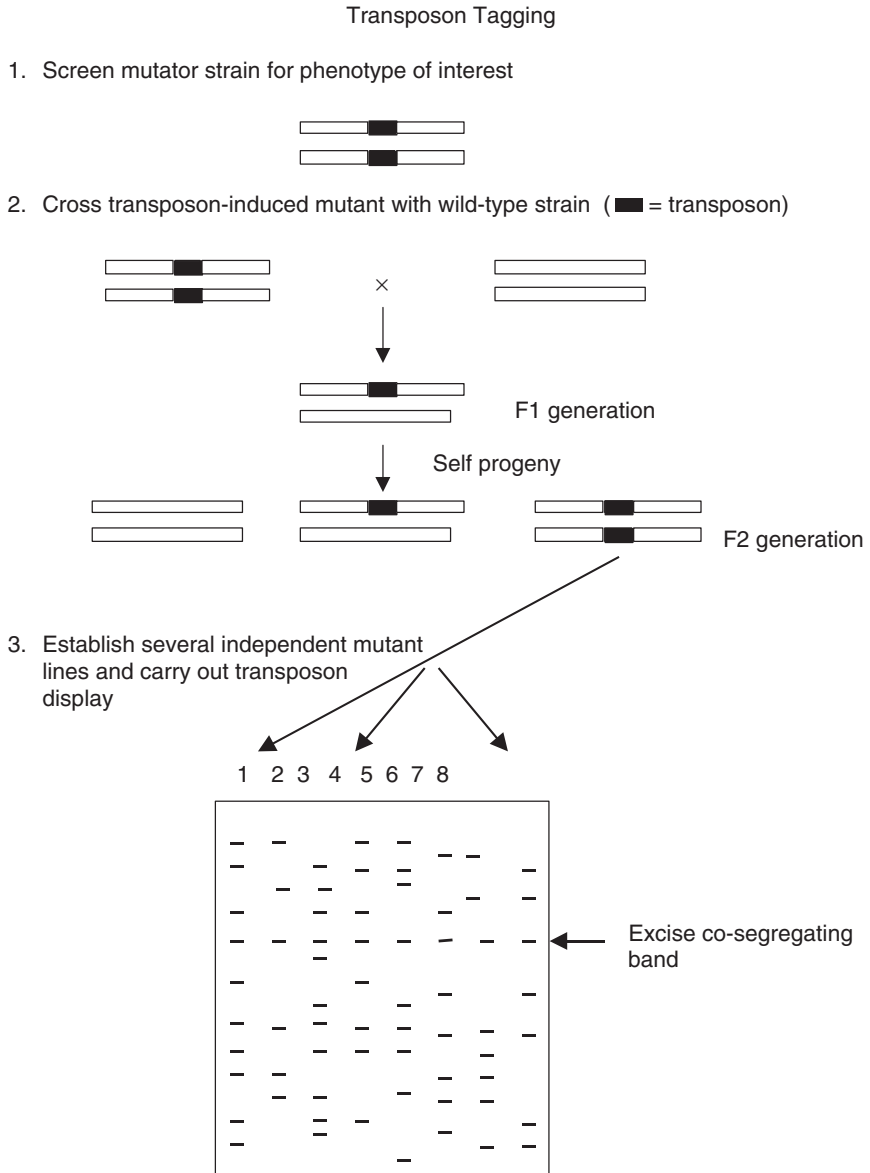 Transposon Tagging
1. Screen mutator strain for phenotype of interest
2. Cross transposon-induced mutant with wild-type strain ( = transposon)
×
F1 generation
Self progeny
F2 generation
3. Establish several independent mutant
lines and carry out transposon
display
1 2 3 4 5 6 7 8
Excise co-segregating
band